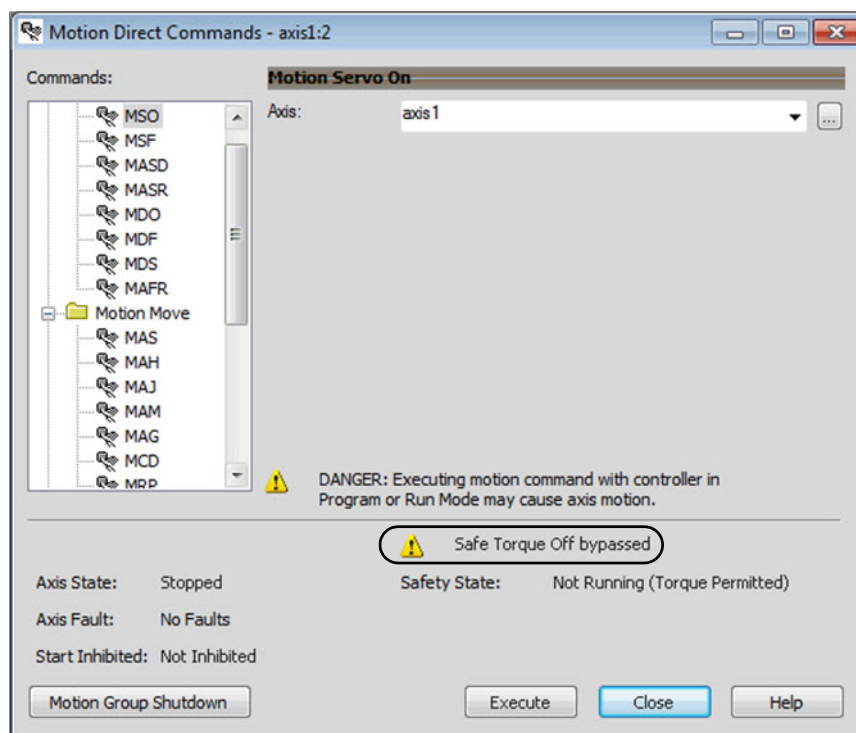 Motion Direct Commands - axis1:2
Commands:
MSO
MSF
MASD
MASR
MDO
MDF
MDS
MAFR
Motion Move
MAS
MAH
MAJ
MAM
MAG
MCD
MRP
Motion Servo On
Axis: axis1 ...
DANGER: Executing motion command with controller in
Program or Run Mode may cause axis motion.
Safe Torque Off bypassed
Axis State: Stopped Safety State: Not Running (Torque Permitted)
Axis Fault: No Faults
Start Inhibited: Not Inhibited
Motion Group Shutdown Execute Close Help